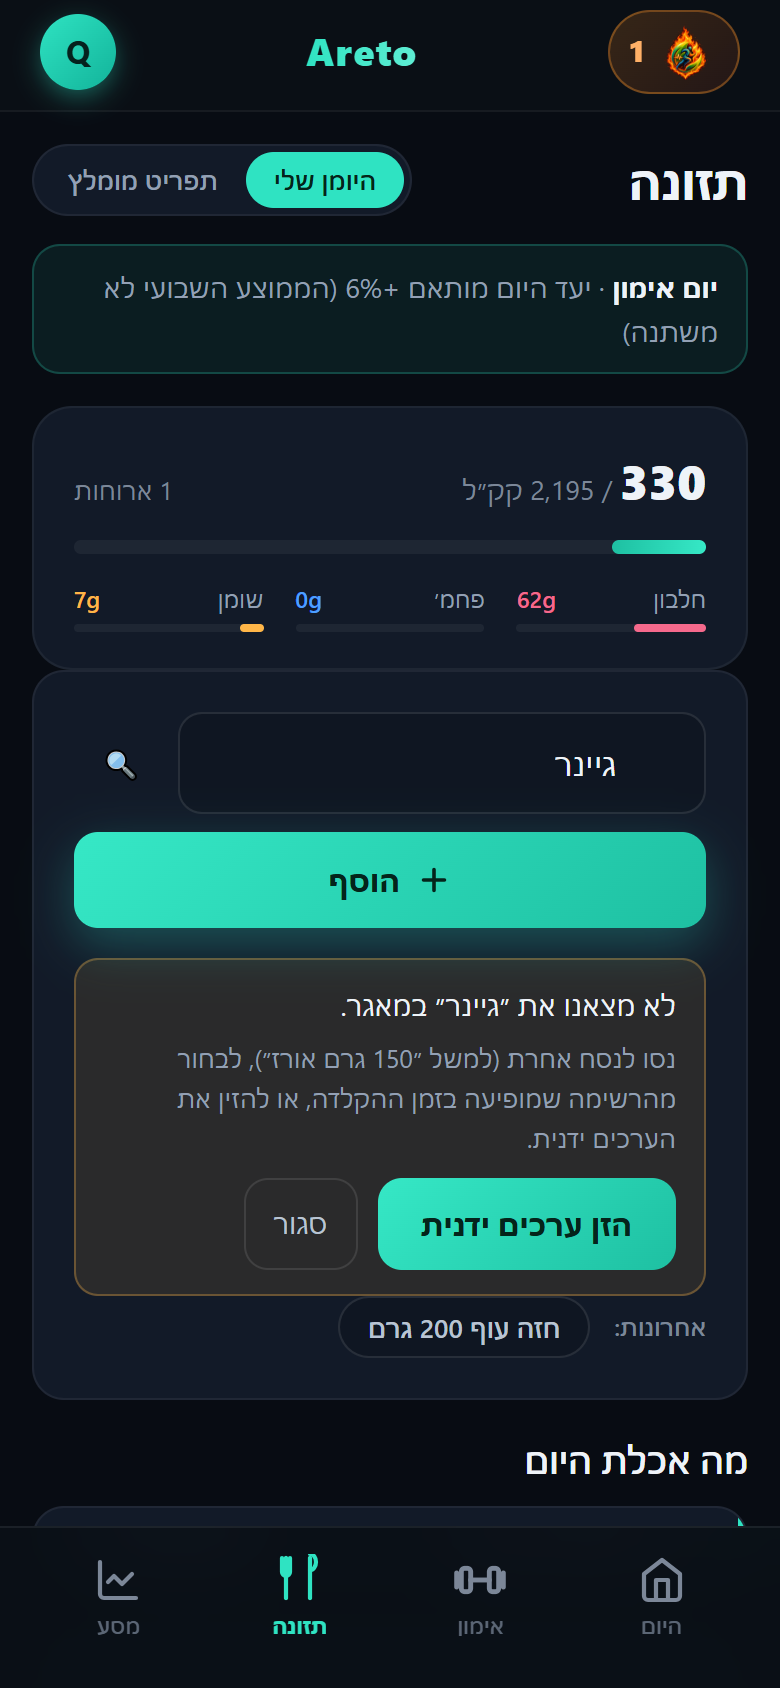 Q
Areto
1
תזונה
היומן שלי
תפריט מומלץ
יום אימון · יעד היום מותאם +6% (הממוצע השבועי לא
משתנה)
330 / 2,195 קק״ל
1 ארוחות
חלבון 62g
פחמ׳ 0g
שומן 7g
גיינר
+ הוסף
לא מצאנו את ״גיינר״ במאגר.
נסו לנסח אחרת (למשל ״150 גרם אורז״), לבחור
מהרשימה שמופיעה בזמן ההקלדה, או להזין את
הערכים ידנית.
הזן ערכים ידנית
סגור
אחרונות:
חזה עוף 200 גרם
מה אכלת היום
היום
אימון
תזונה
מסע